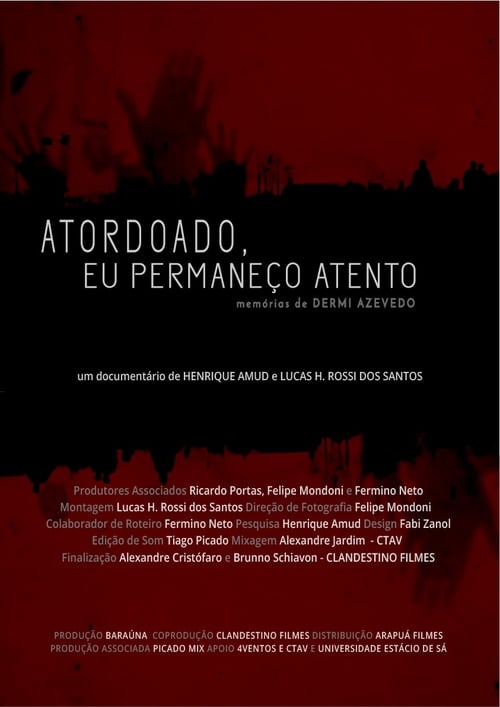 ATORDOADO,
EU PERMANEÇO ATENTO
memórias de DERMI AZEVEDO
um documentário de HENRIQUE AMUD e LUCAS H. ROSSI DOS SANTOS
Produtores Associados Ricardo Portas, Felipe Mondoni e Fermino Neto
Montagem Lucas H. Rossi dos Santos Direção de Fotografia Felipe Mondoni
Colaborador de Roteiro Fermino Neto Pesquisa Henrique Amud Design Fabi Zanol
Edição de Som Tiago Picado Mixagem Alexandre Jardim - CTAV
Finalização Alexandre Cristófaro e Brunno Schiavon - CLANDESTINO FILMES
PRODUÇÃO BARAÚNA COPRODUÇÃO CLANDESTINO FILMES DISTRIBUIÇÃO ARAPUÁ FILMES
PRODUÇÃO ASSOCIADA PICADO MIX APOIO 4VENTOS E CTAV E UNIVERSIDADE ESTÁCIO DE SÁ